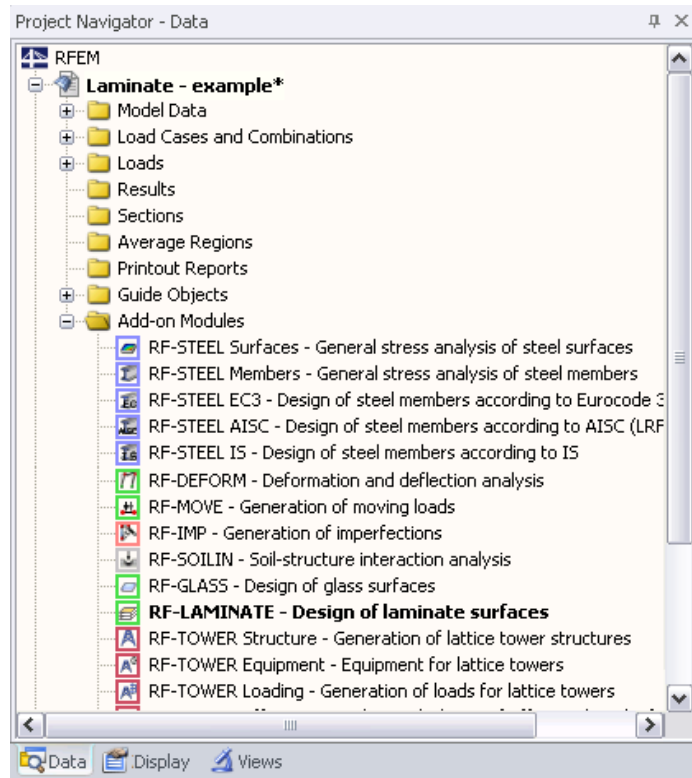 Project Navigator - Data
RFEM
Laminate - example*
Model Data
Load Cases and Combinations
Loads
Results
Sections
Average Regions
Printout Reports
Guide Objects
Add-on Modules
RF-STEEL Surfaces - General stress analysis of steel surfaces
RF-STEEL Members - General stress analysis of steel members
RF-STEEL EC3 - Design of steel members according to Eurocode 3
RF-STEEL AISC - Design of steel members according to AISC (LRF
RF-STEEL IS - Design of steel members according to IS
RF-DEFORM - Deformation and deflection analysis
RF-MOVE - Generation of moving loads
RF-IMP - Generation of imperfections
RF-SOILIN - Soil-structure interaction analysis
RF-GLASS - Design of glass surfaces
RF-LAMINATE - Design of laminate surfaces
RF-TOWER Structure - Generation of lattice tower structures
RF-TOWER Equipment - Equipment for lattice towers
RF-TOWER Loading - Generation of loads for lattice towers
Data Display Views